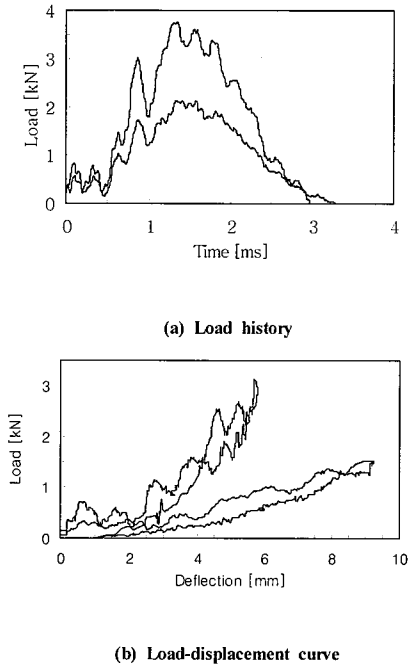 4
3
2
1
0
Load [kN]
0 1 2 3 4
Time [ms]
(a) Load history
3
2
1
0
Load [kN]
0 2 4 6 8 10
Deflection [mm]
(b) Load-displacement curve